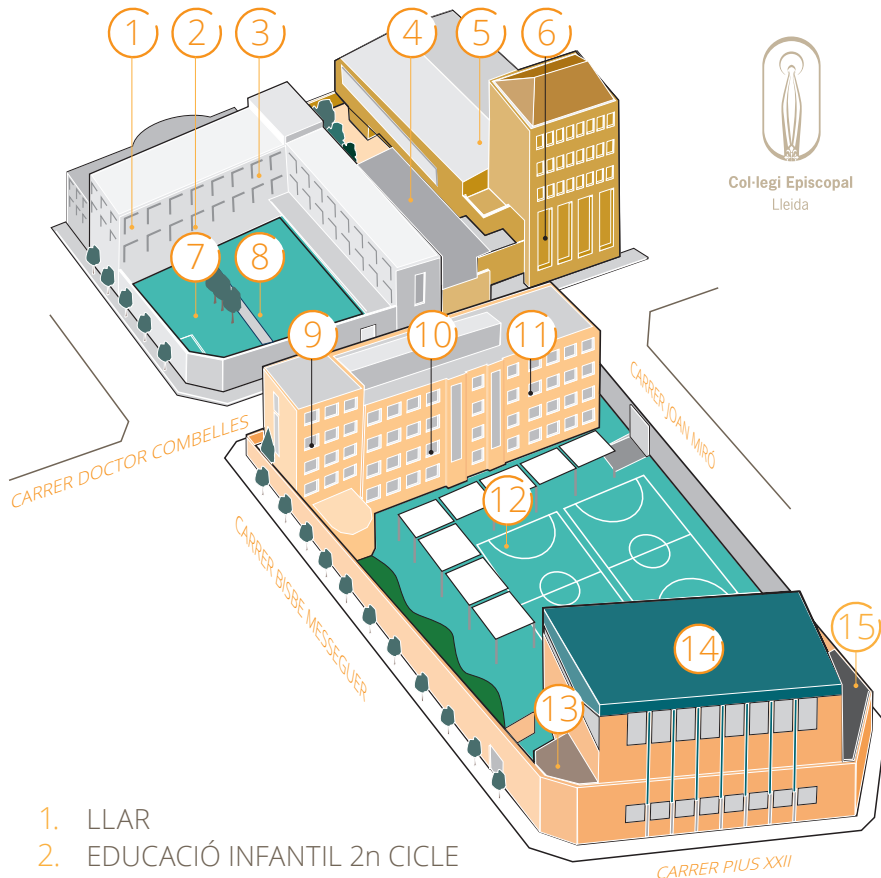 1 2 3 4 5 6
Col·legi Episcopal
Lleida
7 8
9 10 11
CARRER JOAN MIRÓ
CARRER DOCTOR COMBELLES
12
CARRER BISBE MESSEGUER
13 14 15
1. LLAR
2. EDUCACIÓ INFANTIL 2n CICLE
CARRER PIUS XXII